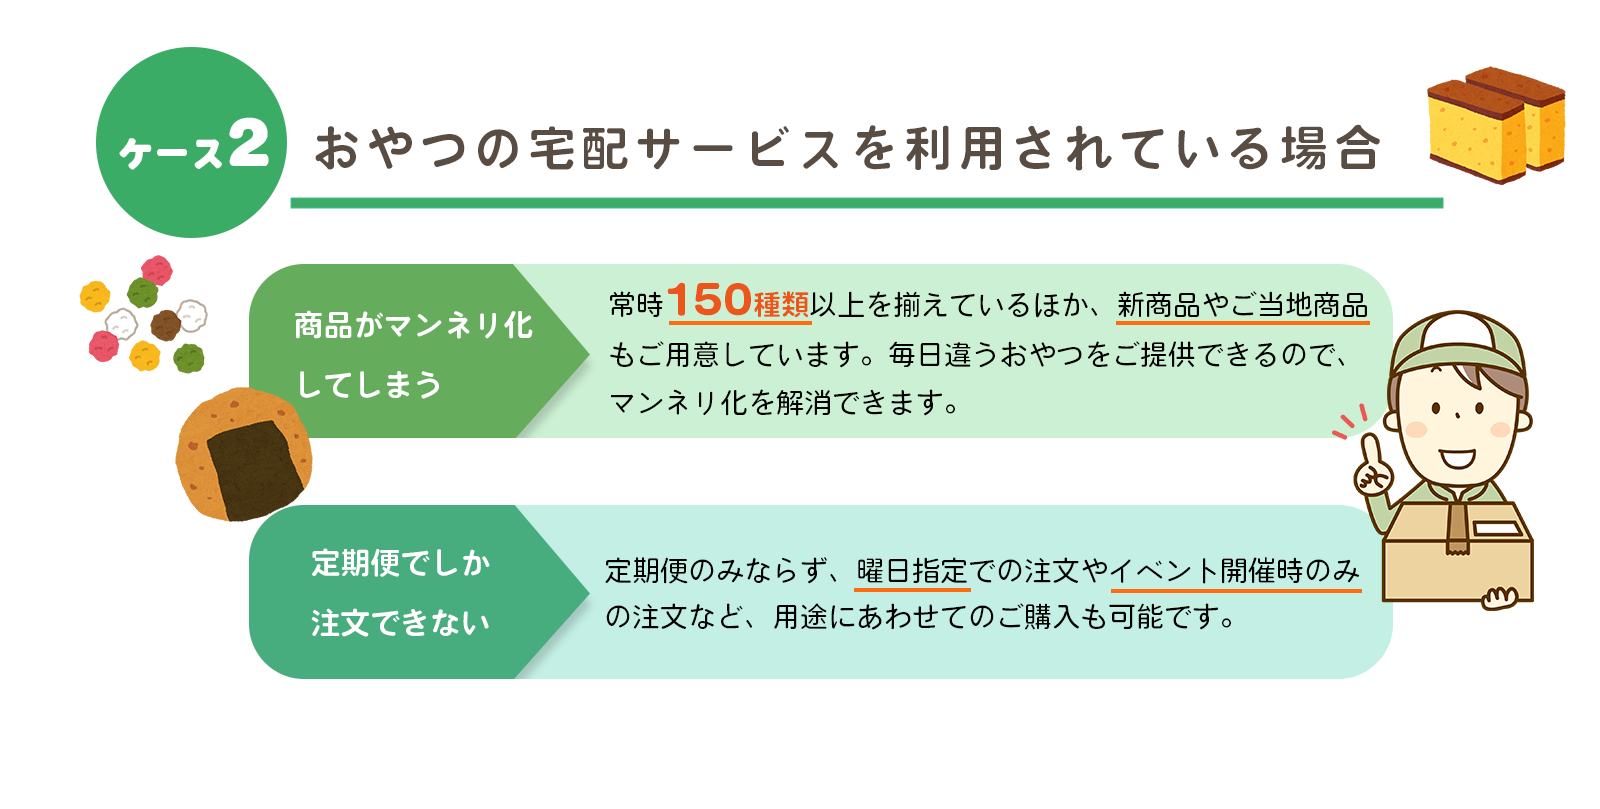 ケース2
おやつの宅配サービスを利用されている場合
商品がマンネリ化
してしまう
常時150種類以上を揃えているほか、新商品やご当地商品
もご用意しています。毎日違うおやつをご提供できるので、
マンネリ化を解消できます。
定期便でしか
注文できない
定期便のみならず、曜日指定での注文やイベント開催時のみ
の注文など、用途にあわせてのご購入も可能です。